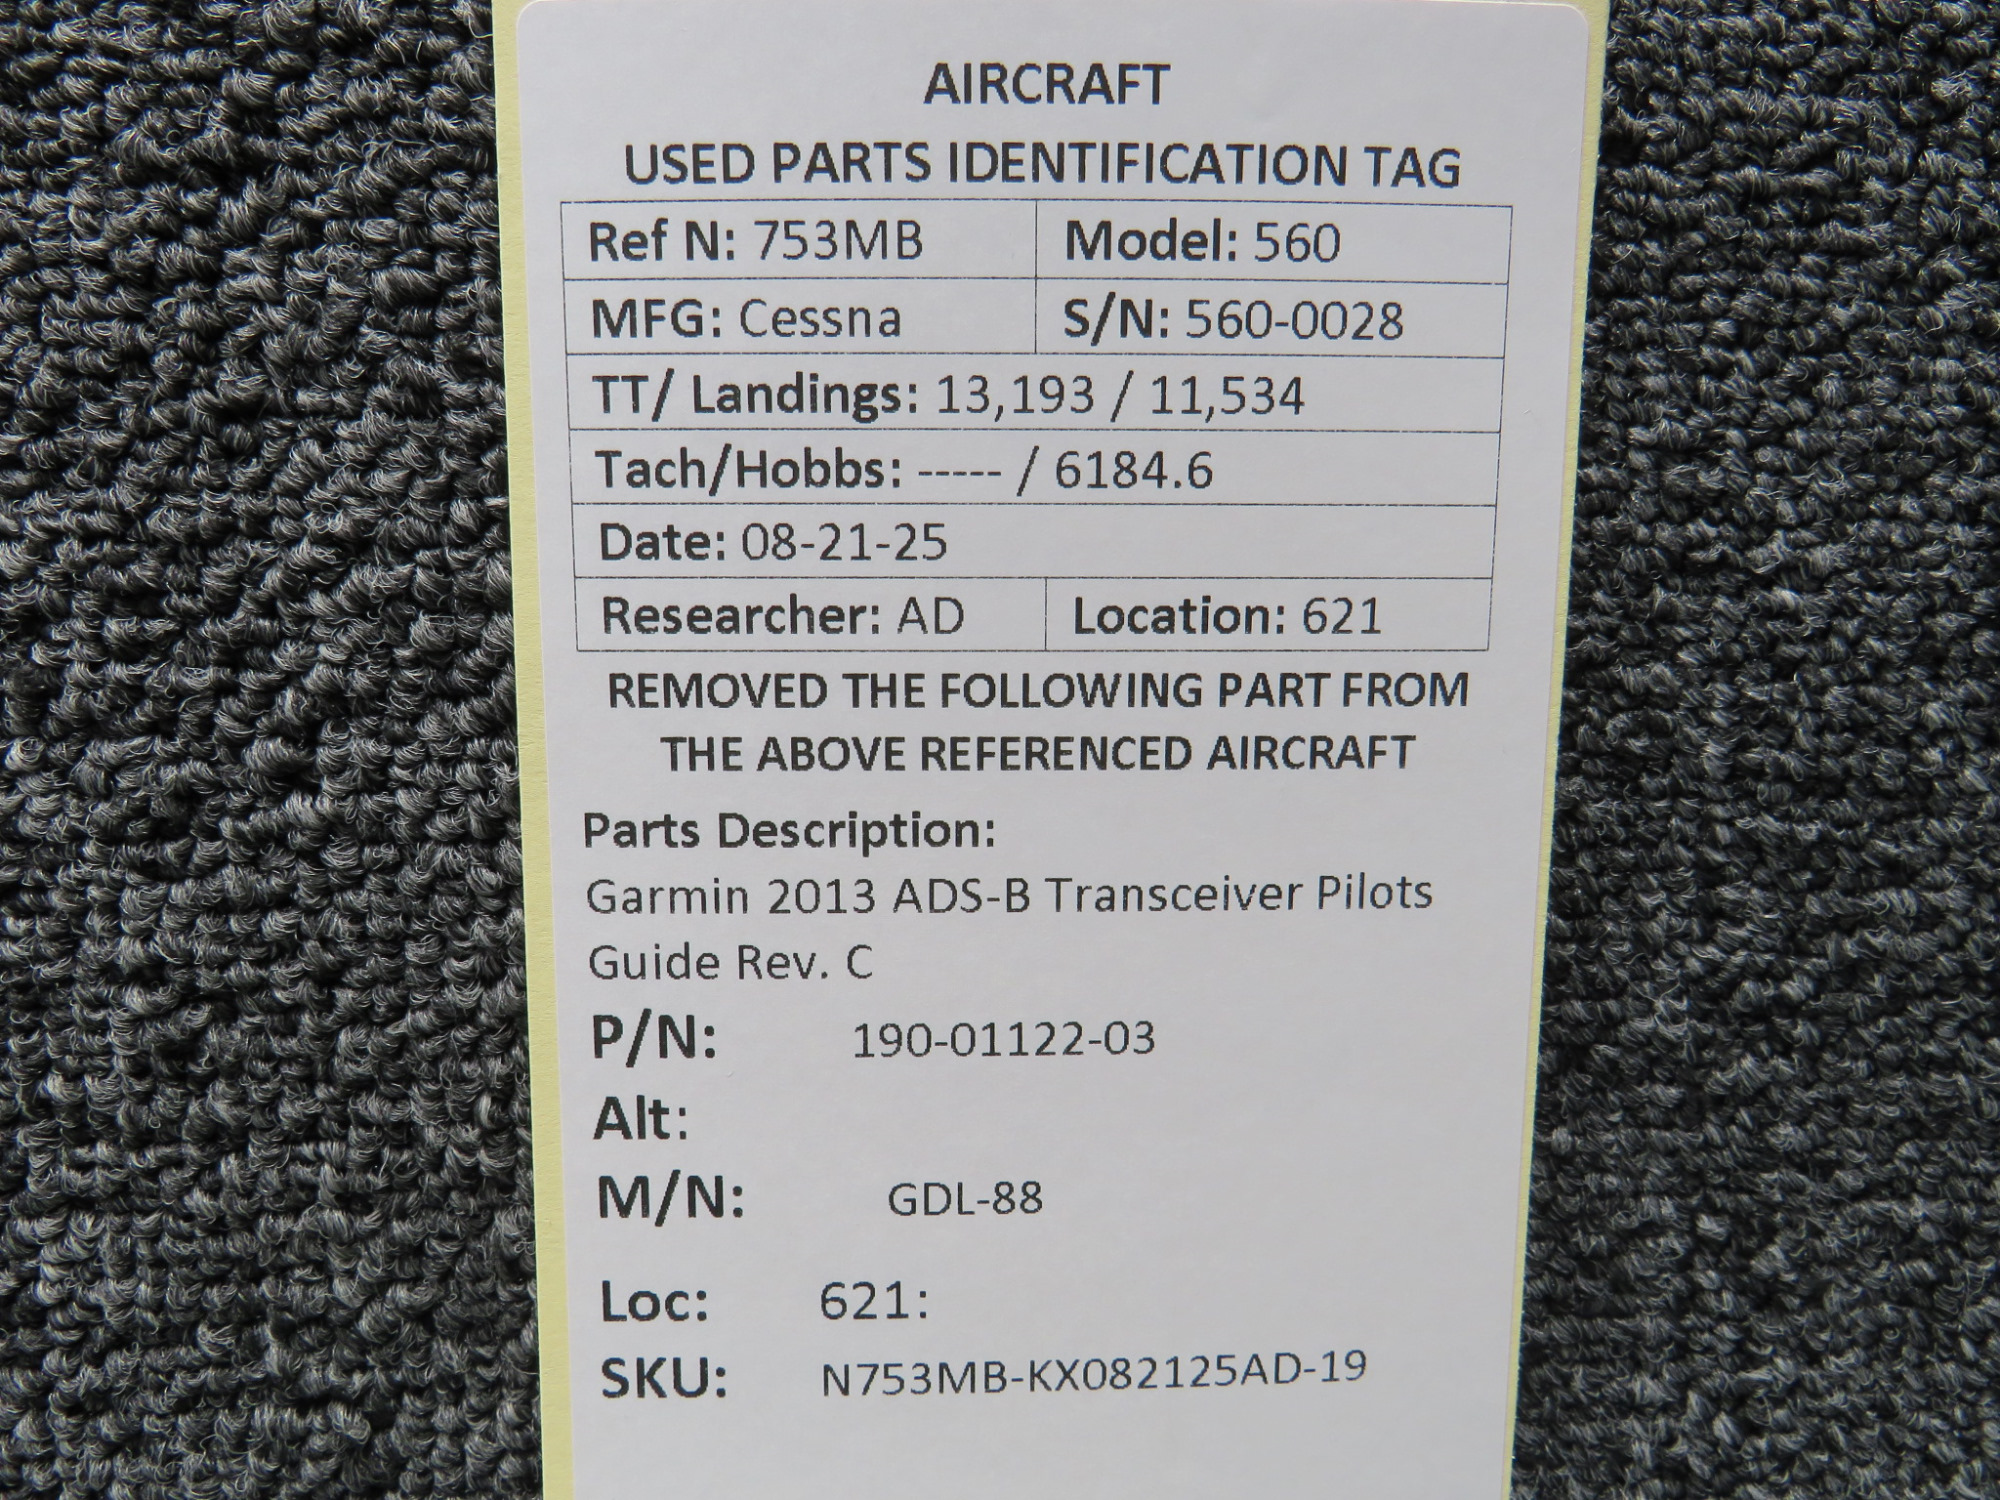 AIRCRAFT
USED PARTS IDENTIFICATION TAG
Ref N: 753MB Model: 560
MFG: Cessna S/N: 560-0028
TT/ Landings: 13,193 / 11,534
Tach/Hobbs: ----- / 6184.6
Date: 08-21-25
Researcher: AD Location: 621
REMOVED THE FOLLOWING PART FROM
THE ABOVE REFERENCED AIRCRAFT
Parts Description:
Garmin 2013 ADS-B Transceiver Pilots
Guide Rev. C
P/N: 190-01122-03
Alt:
M/N: GDL-88
Loc: 621:
SKU: N753MB-KX082125AD-19